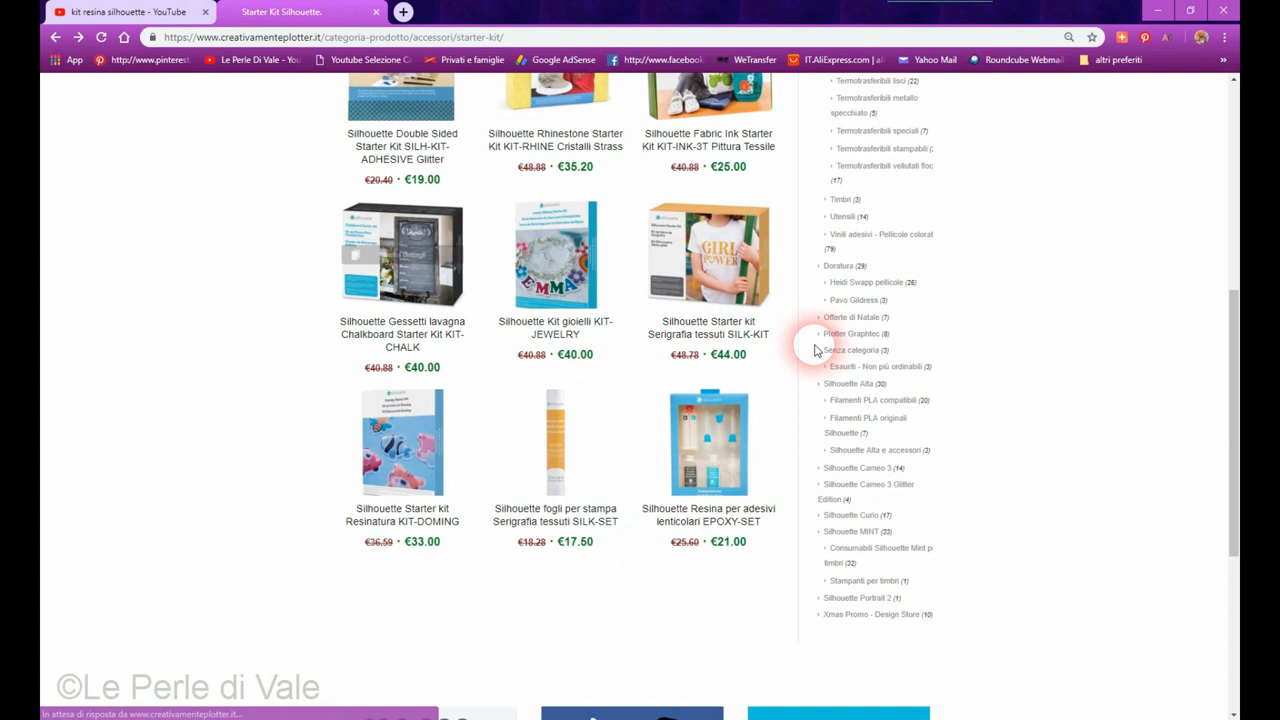 kit resina silhouette - YouTube
Starter Kit Silhouette.
https://www.creativamenteplotter.it/categoria-prodotto/accessori/starter-kit/
App
http://www.pinterest.
Le Perle Di Vale - You
Youtube Selezione Co
Privati e famiglie
Google AdSense
http://www.facebook
WeTransfer
IT.AliExpress.com | al
Yahoo Mail
Roundcube Webmail
altri preferiti
Silhouette Double Sided
Starter Kit SILH-KIT-
ADHESIVE Glitter
€20.40 · €19.00
Silhouette Rhinestone Starter
Kit KIT-RHINE Cristalli Strass
€48.88 · €35.20
Silhouette Fabric Ink Starter
Kit KIT-INK-3T Pittura Tessile
€40.88 · €25.00
EMMA
GIRL
POWER
Silhouette Gessetti lavagna
Chalkboard Starter Kit KIT-
CHALK
€40.88 · €40.00
Silhouette Kit gioielli KIT-
JEWELRY
€40.88 · €40.00
Silhouette Starter kit
Serigrafia tessuti SILK-KIT
€48.78 · €44.00
Silhouette Starter kit
Resinatura KIT-DOMING
€36.59 · €33.00
Silhouette fogli per stampa
Serigrafia tessuti SILK-SET
€18.28 · €17.50
Silhouette Resina per adesivi
lenticolari EPOXY-SET
€25.60 · €21.00
Termotrasferibili lisci (22)
Termotrasferibili metallo
specchiato (5)
Termotrasferibili speciali (7)
Termotrasferibili stampabili (
Termotrasferibili vellutati floc
(17)
Timbri (3)
Utensili (14)
Vinili adesivi - Pellicole colorat
(79)
Doratura (29)
Heidi Swapp pellicole (26)
Pavo Gildress (3)
Offerte di Natale (7)
Plotter Graphtec (8)
Senza categoria (3)
Esauriti - Non più ordinabili (3)
Silhouette Alta (30)
Filamenti PLA compatibili (20)
Filamenti PLA originali
Silhouette (7)
Silhouette Alta e accessori (3)
Silhouette Cameo 3 (14)
Silhouette Cameo 3 Glitter
Edition (4)
Silhouette Curio (17)
Silhouette MINT (33)
Consumabili Silhouette Mint p
timbri (32)
Stampanti per timbri (1)
Silhouette Portrait 2 (1)
Xmas Promo - Design Store (10)
©Le Perle di Vale
In attesa di risposta da www.creativamenteplotter.it...